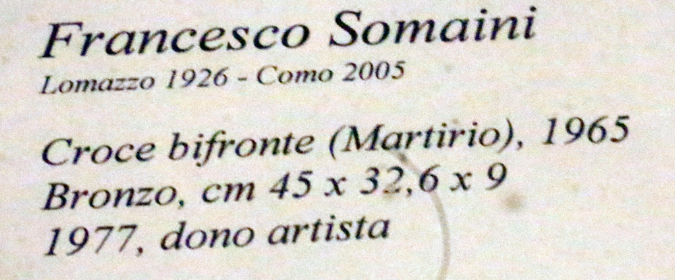 Francesco Somaini
Lomazzo 1926 - Como 2005
Croce bifronte (Martirio), 1965
Bronzo, cm 45 x 32,6 x 9
1977, dono artista